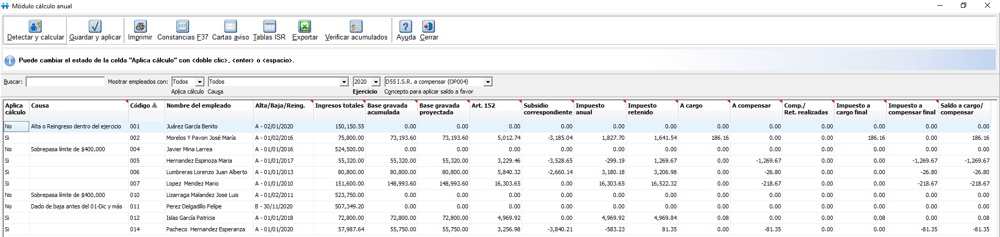 Módulo cálculo anual
Detectar y calcular Guardar y aplicar Imprimir Constancias F37 Cartas aviso Tablas ISR Exportar Verificar acumulados Ayuda Cerrar
Puede cambiar el estado de la celda "Aplica cálculo" con <doble clic>, <enter> o <espacio>.
Buscar: Mostrar empleados con: Todos Todos 2020 D55 I.S.R. a compensar (OP004)
Aplica cálculo Causa Ejercicio Concepto para aplicar saldo a favor
Aplica cálculo Causa Código Nombre del empleado Alta/Baja/Reing. Ingresos totales Base gravada acumulada Base gravada proyectada Art. 152 Subsidio correspondiente Impuesto anual Impuesto retenido A cargo A compensar Comp./ Ret. realizadas Impuesto a cargo final Impuesto a compensar final Saldo a cargo/ compensar
No Alta o Reingreso dentro del ejercicio 001 Juárez García Benito A - 02/01/2020 150,150.55 0.00 0.00 0.00 0.00 0.00 0.00 0.00 0.00 0.00 0.00 0.00 0.00
Si 002 Morelos Y Pavon José María A - 01/02/2016 75,800.00 73,193.60 73,193.60 5,012.74 -3,185.04 1,827.70 1,641.54 186.16 0.00 0.00 186.16 0.00 186.16
No Sobrepasa límite de $400,000 004 Javier Mina Larrea A - 01/01/2016 524,500.00 0.00 0.00 0.00 0.00 0.00 0.00 0.00 0.00 0.00 0.00 0.00 0.00
Si 005 Hernandez Espinoza Maria A - 01/01/2017 55,320.00 55,320.00 55,320.00 3,229.46 -3,528.65 -299.19 1,269.67 0.00 -1,269.67 0.00 0.00 -1,269.67 -1,269.67
Si 006 Lumbreras Lorenzo Juan Alberto A - 01/01/2013 80,800.00 80,800.00 80,800.00 5,840.32 -2,660.14 3,180.18 3,206.98 0.00 -26.80 0.00 0.00 -26.80 -26.80
Si 007 Lopez Mendez Mario A - 01/01/2010 151,600.00 148,993.60 148,993.60 16,303.65 0.00 16,303.65 16,522.32 0.00 -218.67 0.00 0.00 -218.67 -218.67
No Sobrepasa límite de $400,000 010 Lizarraga Malandez Jose Luis A - 01/02/2011 523,750.00 0.00 0.00 0.00 0.00 0.00 0.00 0.00 0.00 0.00 0.00 0.00 0.00
No Dado de baja antes del 01-Dic y más 011 Perez Delgadillo Felipe B - 30/11/2020 507,349.20 0.00 0.00 0.00 0.00 0.00 0.00 0.00 0.00 0.00 0.00 0.00 0.00
Si 012 Islas García Patricia A - 01/01/2018 72,800.00 72,800.00 72,800.00 4,969.92 0.00 4,969.92 4,969.84 0.08 0.00 0.00 0.08 0.00 0.08
Si 014 Pacheco Hernandez Esperanza A - 01/01/2020 57,987.64 55,750.00 55,750.00 3,256.98 -3,840.21 -583.23 81.35 0.00 -81.35 0.00 0.00 -81.35 -81.35